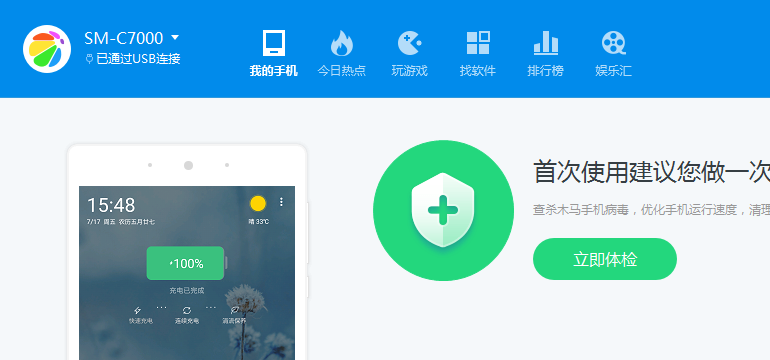 SM-C7000
已通过USB连接
我的手机
今日热点
玩游戏
找软件
排行榜
娱乐汇
15:48
7/17 周五 农历五月廿七
晴 33℃
100%
充电已完成
快速充电
连续充电
涓流保养
首次使用建议您做一次
查杀木马手机病毒，优化手机运行速度，清理
立即体检